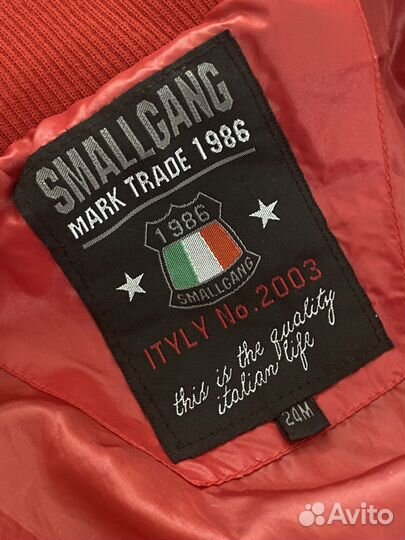 SMALLGANG
MARK TRADE 1986
1986
SMALLGANG
ITYLY No.2003
this is the quality
italian life
24M
Avito